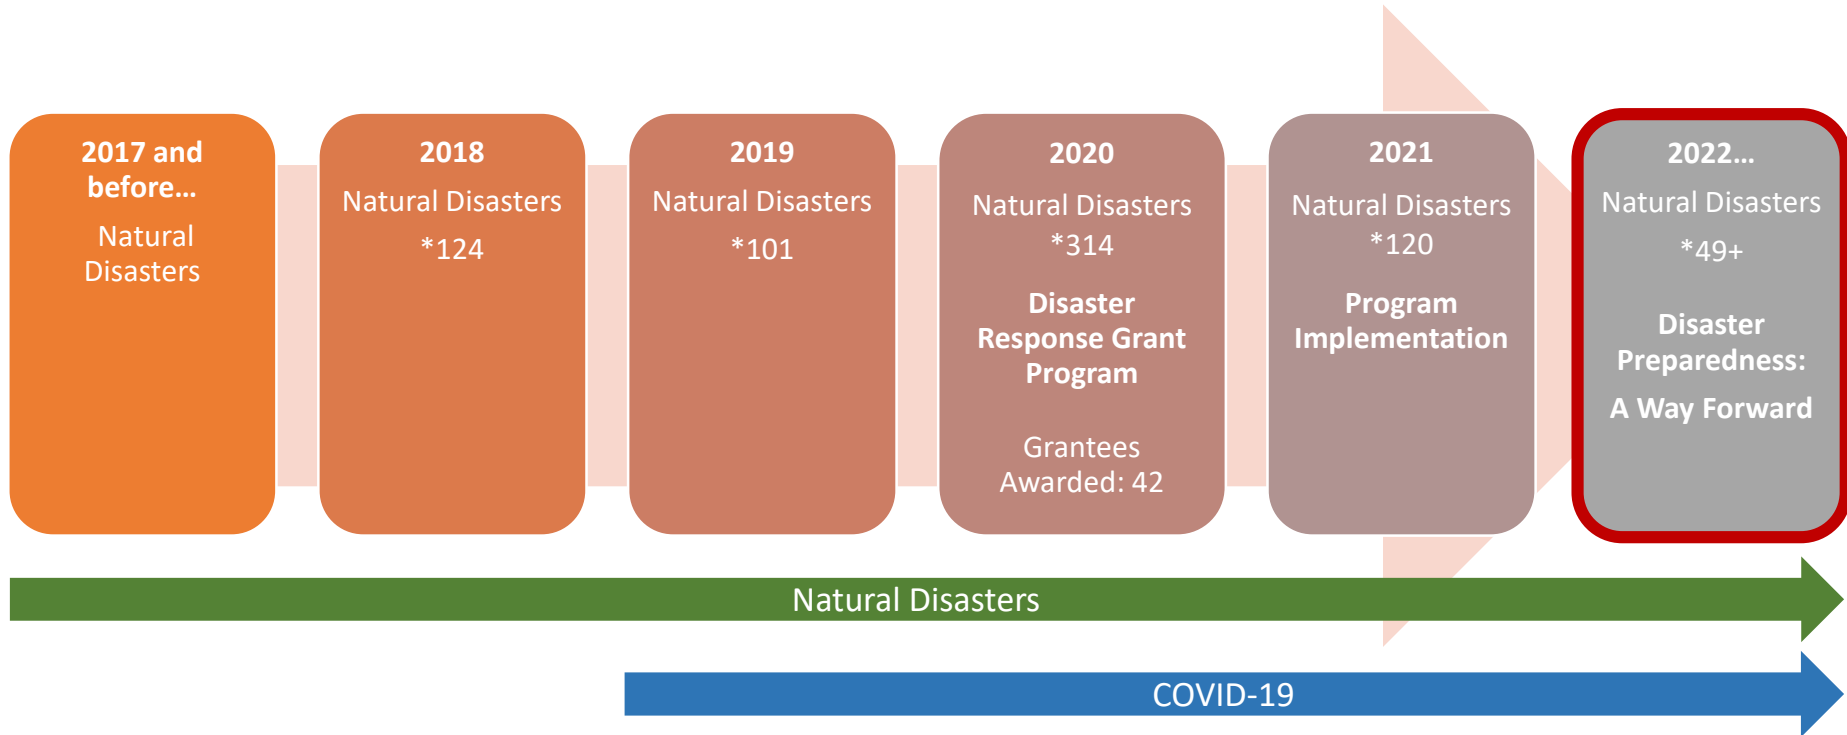 2017 and
before…
Natural
Disasters
2018
Natural Disasters
*124
2019
Natural Disasters
*101
2020
Natural Disasters
*314
Disaster
Response Grant
Program
Grantees
Awarded: 42
2021
Natural Disasters
*120
Program
Implementation
2022…
Natural Disasters
*49+
Disaster
Preparedness:
A Way Forward
Natural Disasters
COVID-19